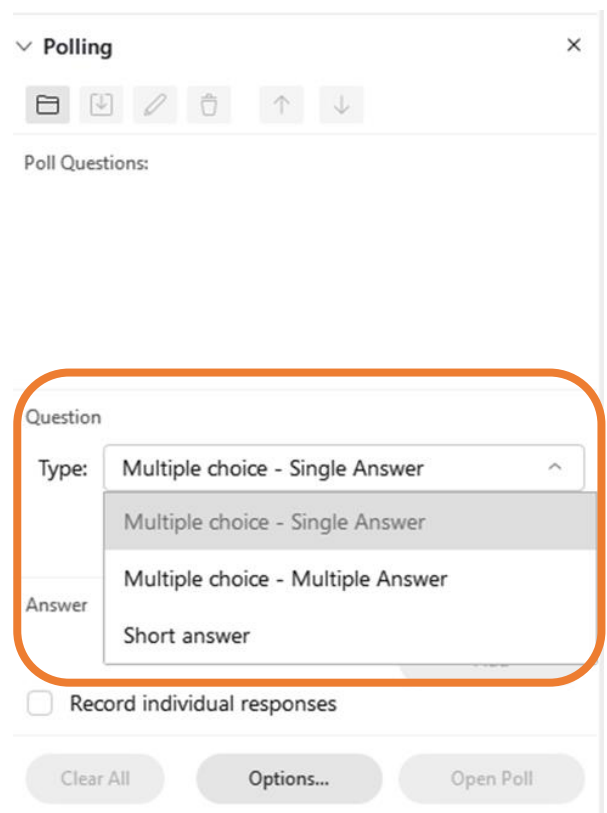 Polling
Poll Questions:
Question
Type: Multiple choice - Single Answer
Multiple choice - Single Answer
Multiple choice - Multiple Answer
Answer
Short answer
Record individual responses
Clear All Options... Open Poll